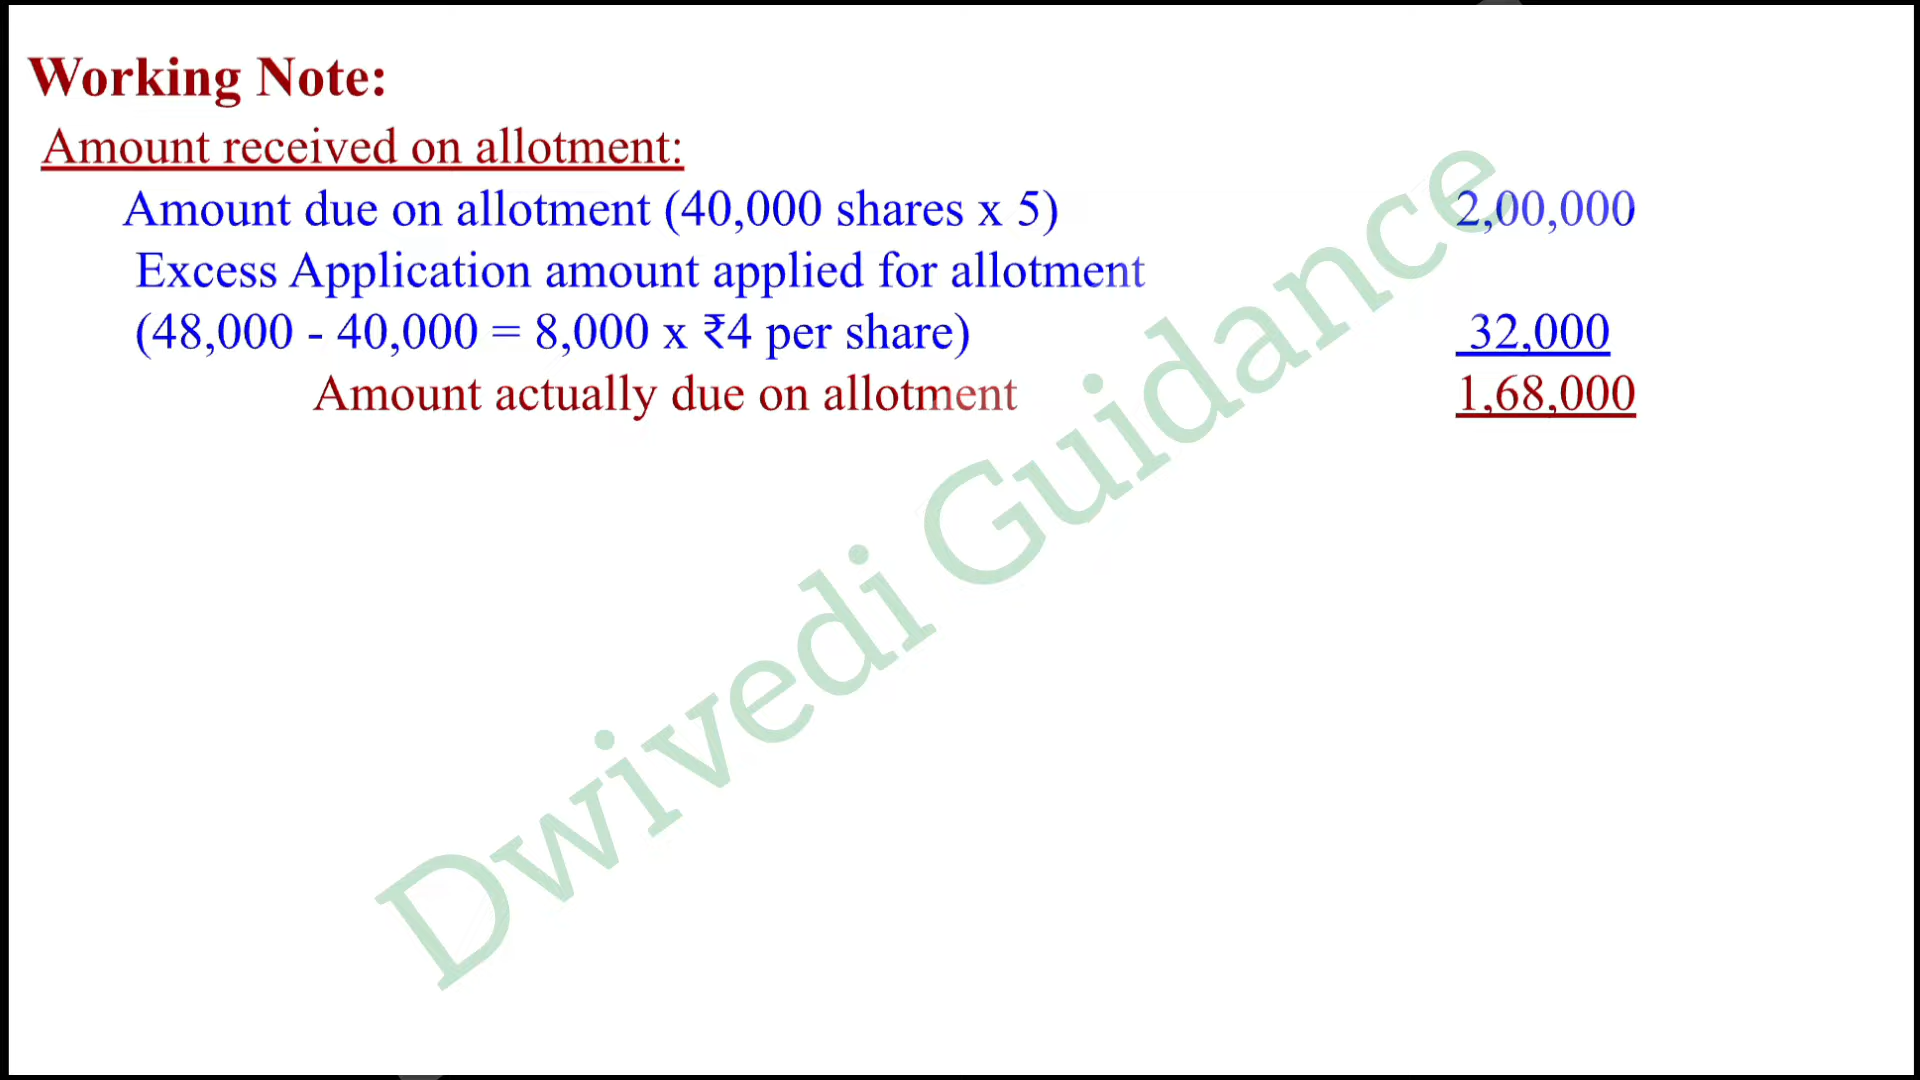 Working Note:
Amount received on allotment:
Amount due on allotment (40,000 shares x 5) 2,00,000
Excess Application amount applied for allotment
(48,000 - 40,000 = 8,000 x ₹4 per share) 32,000
Amount actually due on allotment 1,68,000
Dwivedi Guidance